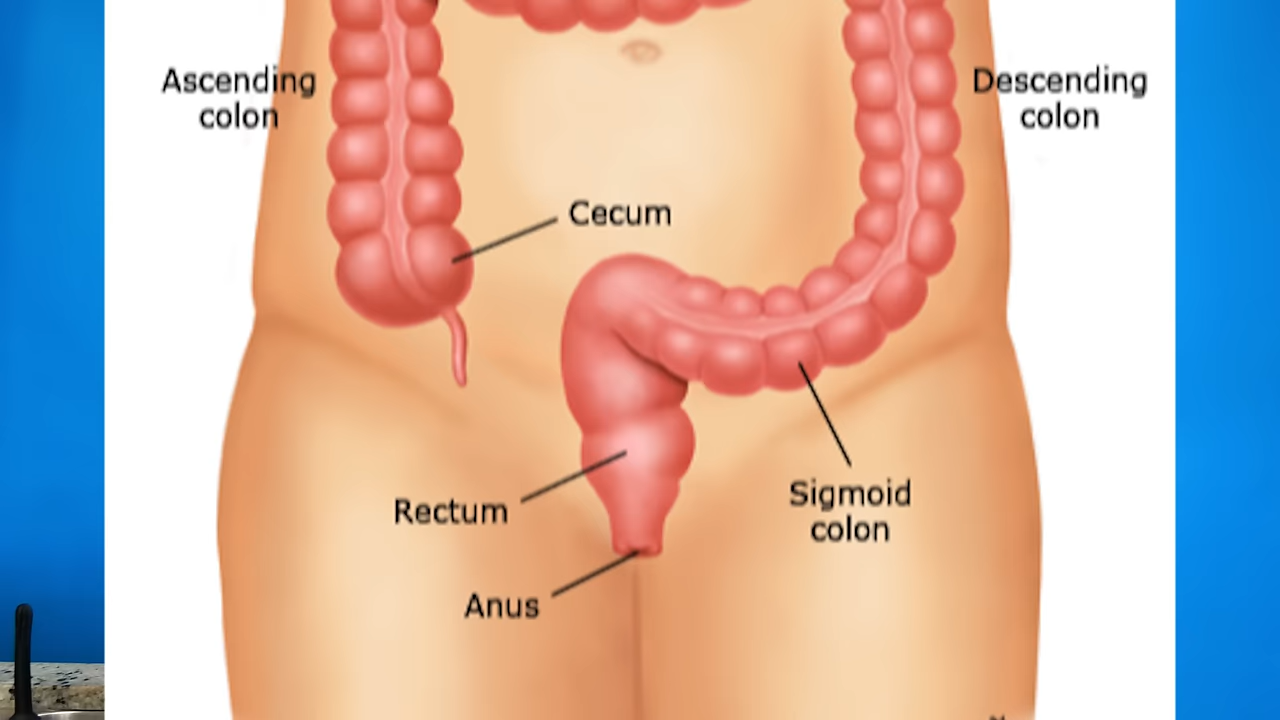 Ascending
colon
Descending
colon
Cecum
Rectum
Sigmoid
colon
Anus